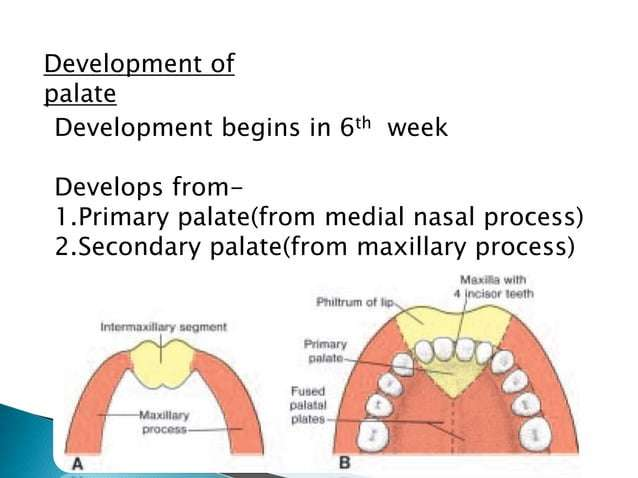 Development of
palate
Development begins in 6th week
Develops from-
1.Primary palate(from medial nasal process)
2.Secondary palate(from maxillary process)
Intermaxillary segment
Maxillary
process
A
Maxilla with
4 incisor teeth
Philtrum of lip
Primary
palate
Fused
palatal
plates
B